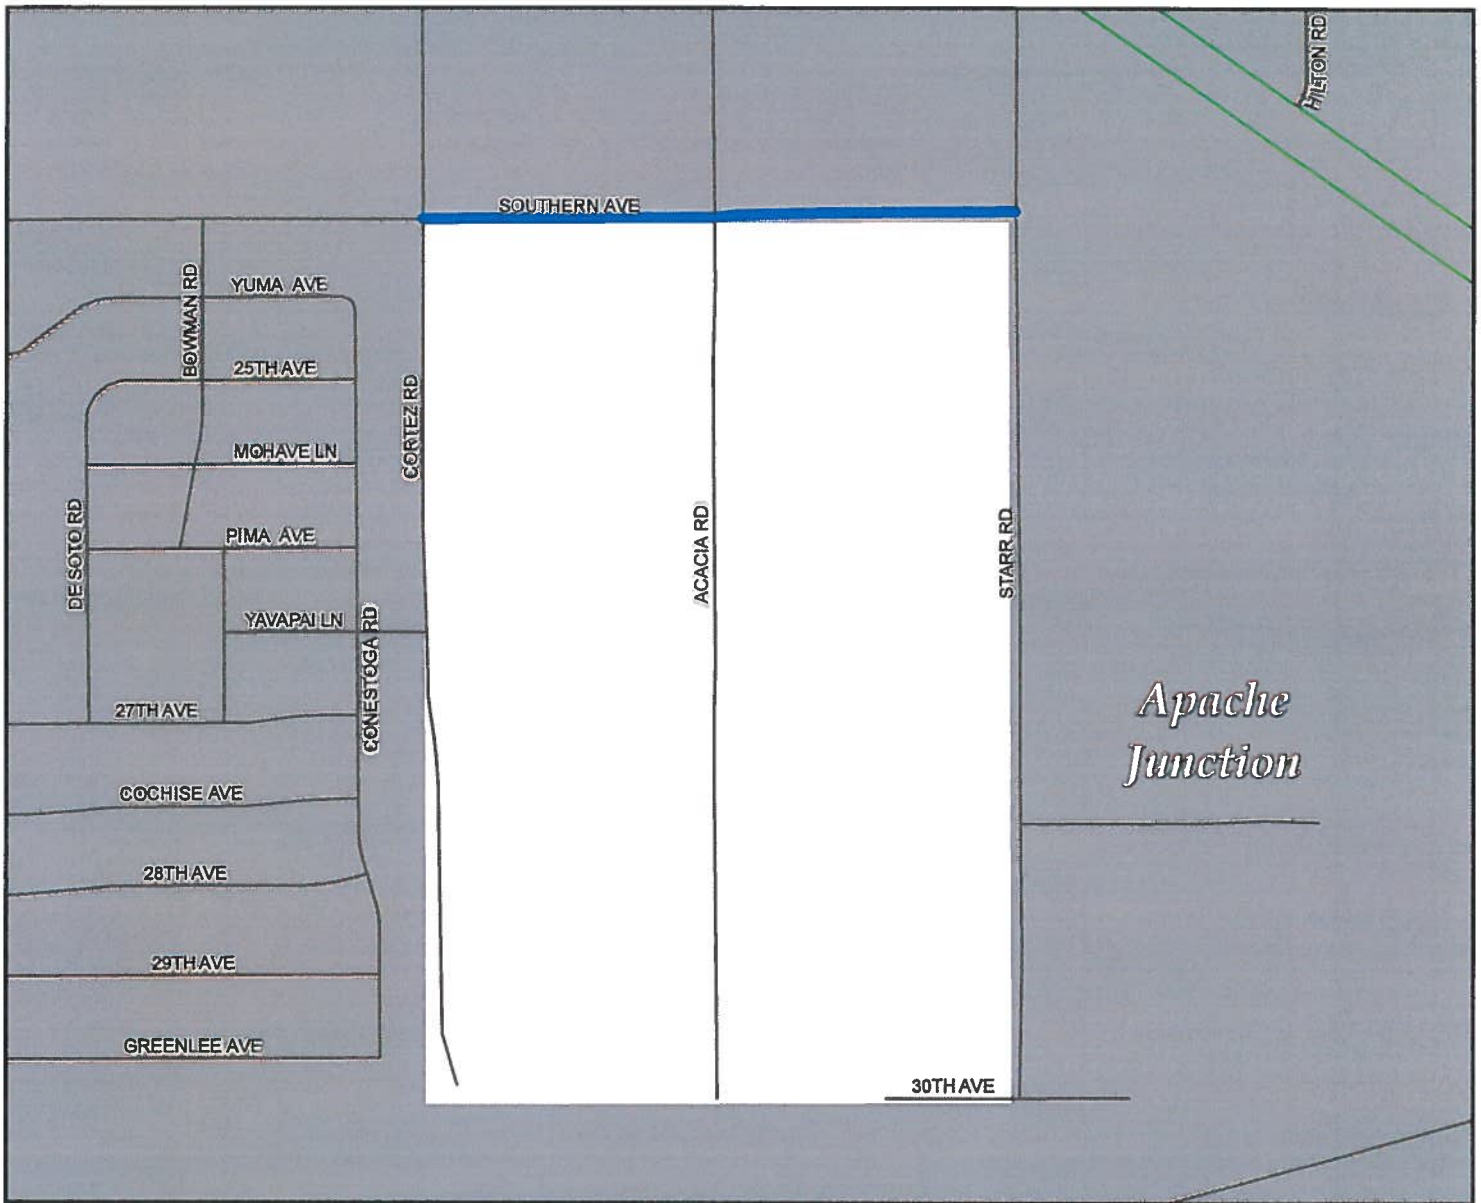 HILTON RD
SOUTHERN AVE
BOWMAN RD
YUMA AVE
25TH AVE
CORTEZ RD
MOHAVE LN
DE SOTO RD
PIMA AVE
ACACIA RD
STARR RD
YAVAPAI LN
CONESTOGA RD
27TH AVE
Apache
Junction
COCHISE AVE
28TH AVE
29TH AVE
GREENLEE AVE
30TH AVE